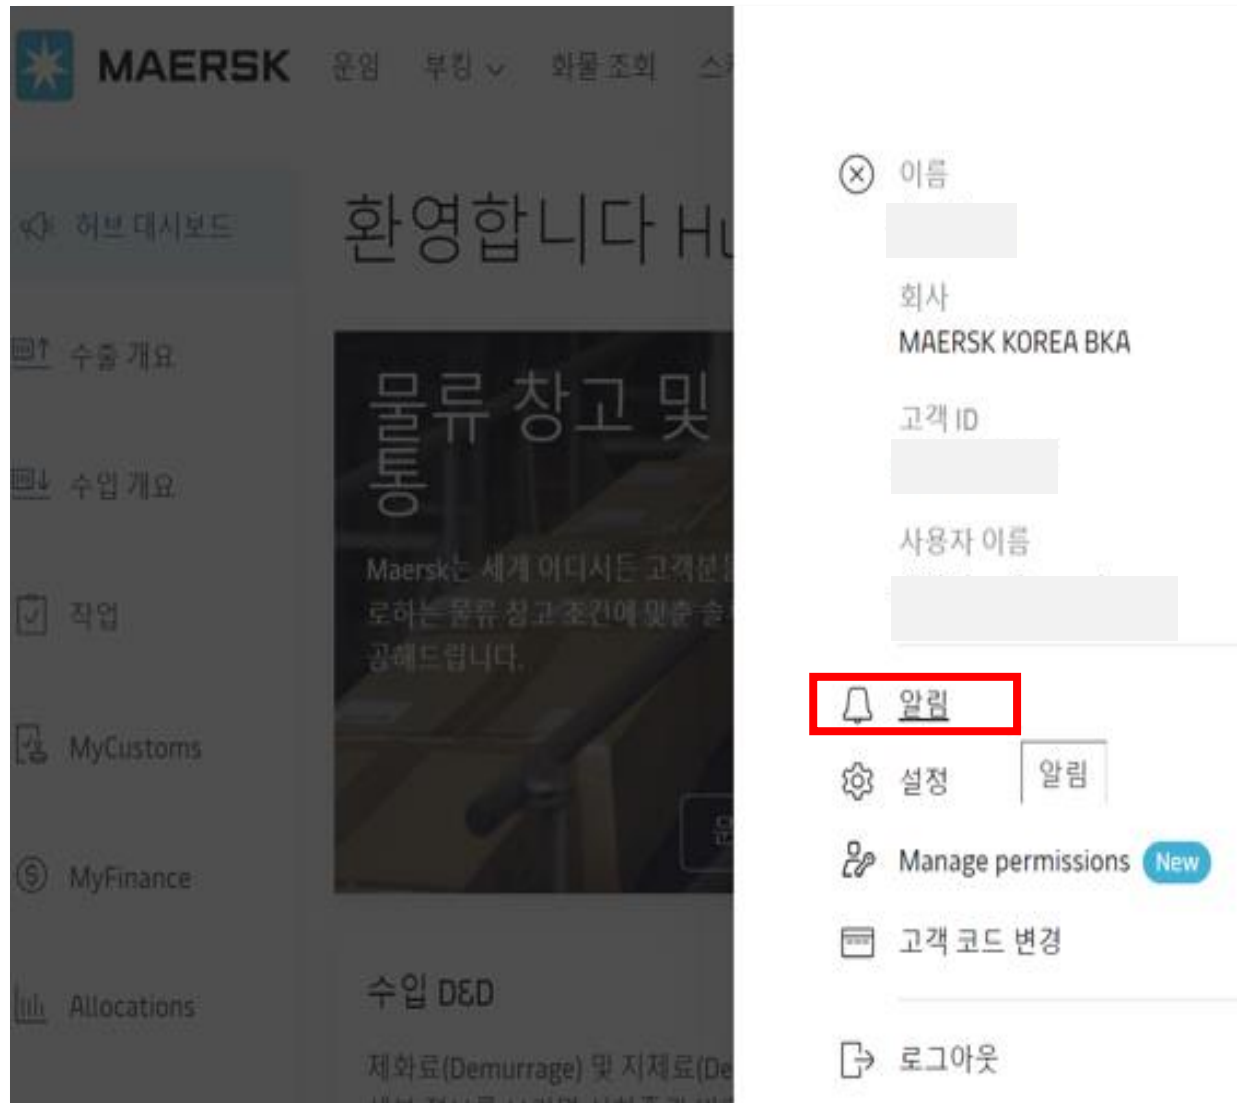 MAERSK 운임 부킹 화물 조회
허브 대시보드
수출 개요
수입 개요
작업
MyCustoms
MyFinance
Allocations
환영합니다
물류 창고 및
통
Maersk는 세계 어디서든 고객분
로하는 물류 창고 조건에 맞춘 솔
공해드립니다.
수입 D&D
제화료(Demurrage) 및 지체료(De
이름
회사
MAERSK KOREA BKA
고객 ID
사용자 이름
알림
설정
알림
Manage permissions New
고객 코드 변경
로그아웃